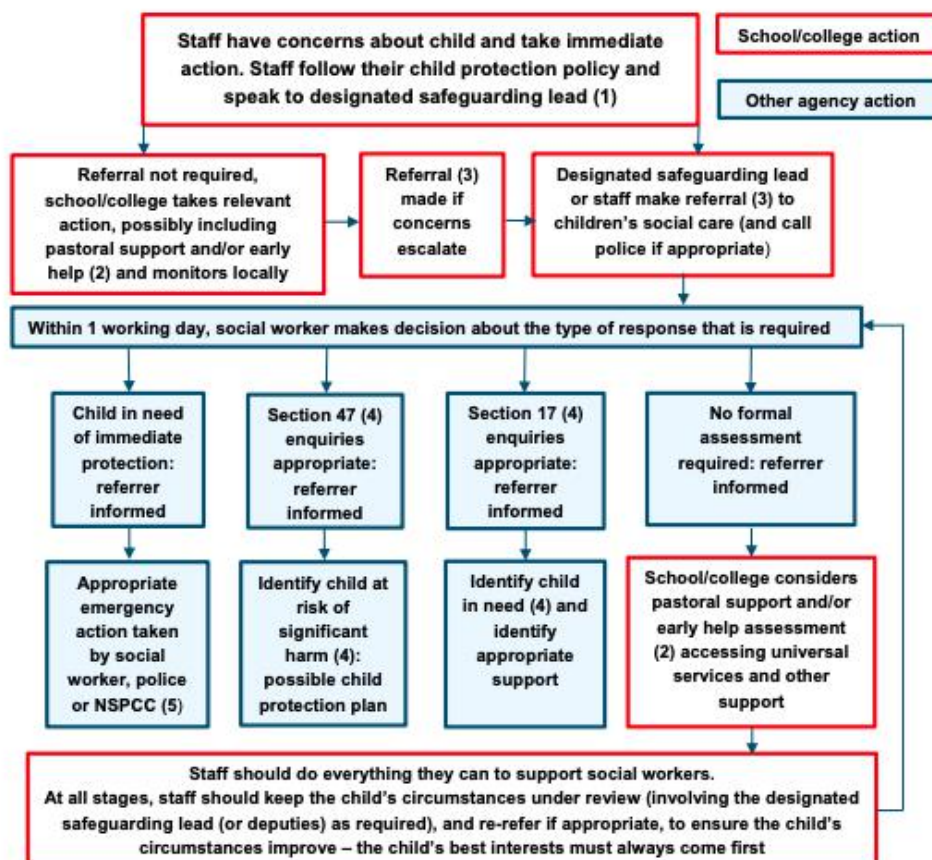 Staff have concerns about child and take immediate
action. Staff follow their child protection policy and
speak to designated safeguarding lead (1)
School/college action
Other agency action
Referral not required,
school/college takes relevant
action, possibly including
pastoral support and/or early
help (2) and monitors locally
Referral (3)
made if
concerns
escalate
Designated safeguarding lead
or staff make referral (3) to
children's social care (and call
police if appropriate)
Within 1 working day, social worker makes decision about the type of response that is required
Child in need
of immediate
protection:
referrer
informed
Section 47 (4)
enquiries
appropriate:
referrer
informed
Section 17 (4)
enquiries
appropriate:
referrer
informed
No formal
assessment
required: referrer
informed
Appropriate
emergency
action taken
by social
worker, police
or NSPCC (5)
Identify child at
risk of
significant
harm (4):
possible child
protection plan
Identify child
in need (4) and
identify
appropriate
support
School/college considers
pastoral support and/or
early help assessment
(2) accessing universal
services and other
support
Staff should do everything they can to support social workers.
At all stages, staff should keep the child's circumstances under review (involving the designated
safeguarding lead (or deputies) as required), and re-refer if appropriate, to ensure the child's
circumstances improve – the child's best interests must always come first